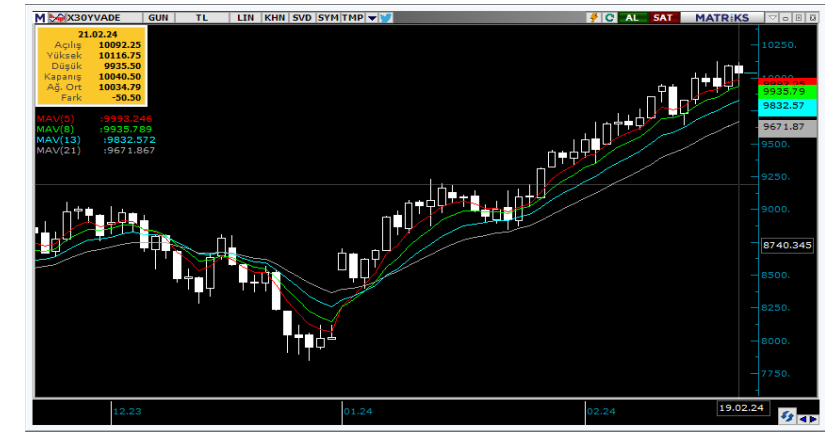 M X30YVADE GUN TL LIN KHN SVD SYM TMP C AL SAT MATRİKS
21.02.24
Açılış 10092.25
Yüksek 10116.75
Düşük 9935.50
Kapanış 10040.50
Ağ. Ort 10034.79
Fark -50.50
MAV(5) :9993.246
MAV(8) :9935.789
MAV(13) :9832.572
MAV(21) :9671.867
10250.
9935.79
9832.57
9671.87
9500.
9250.
9000.
8740.345
8500.
8250.
8000.
7750.
12.23 01.24 02.24 19.02.24